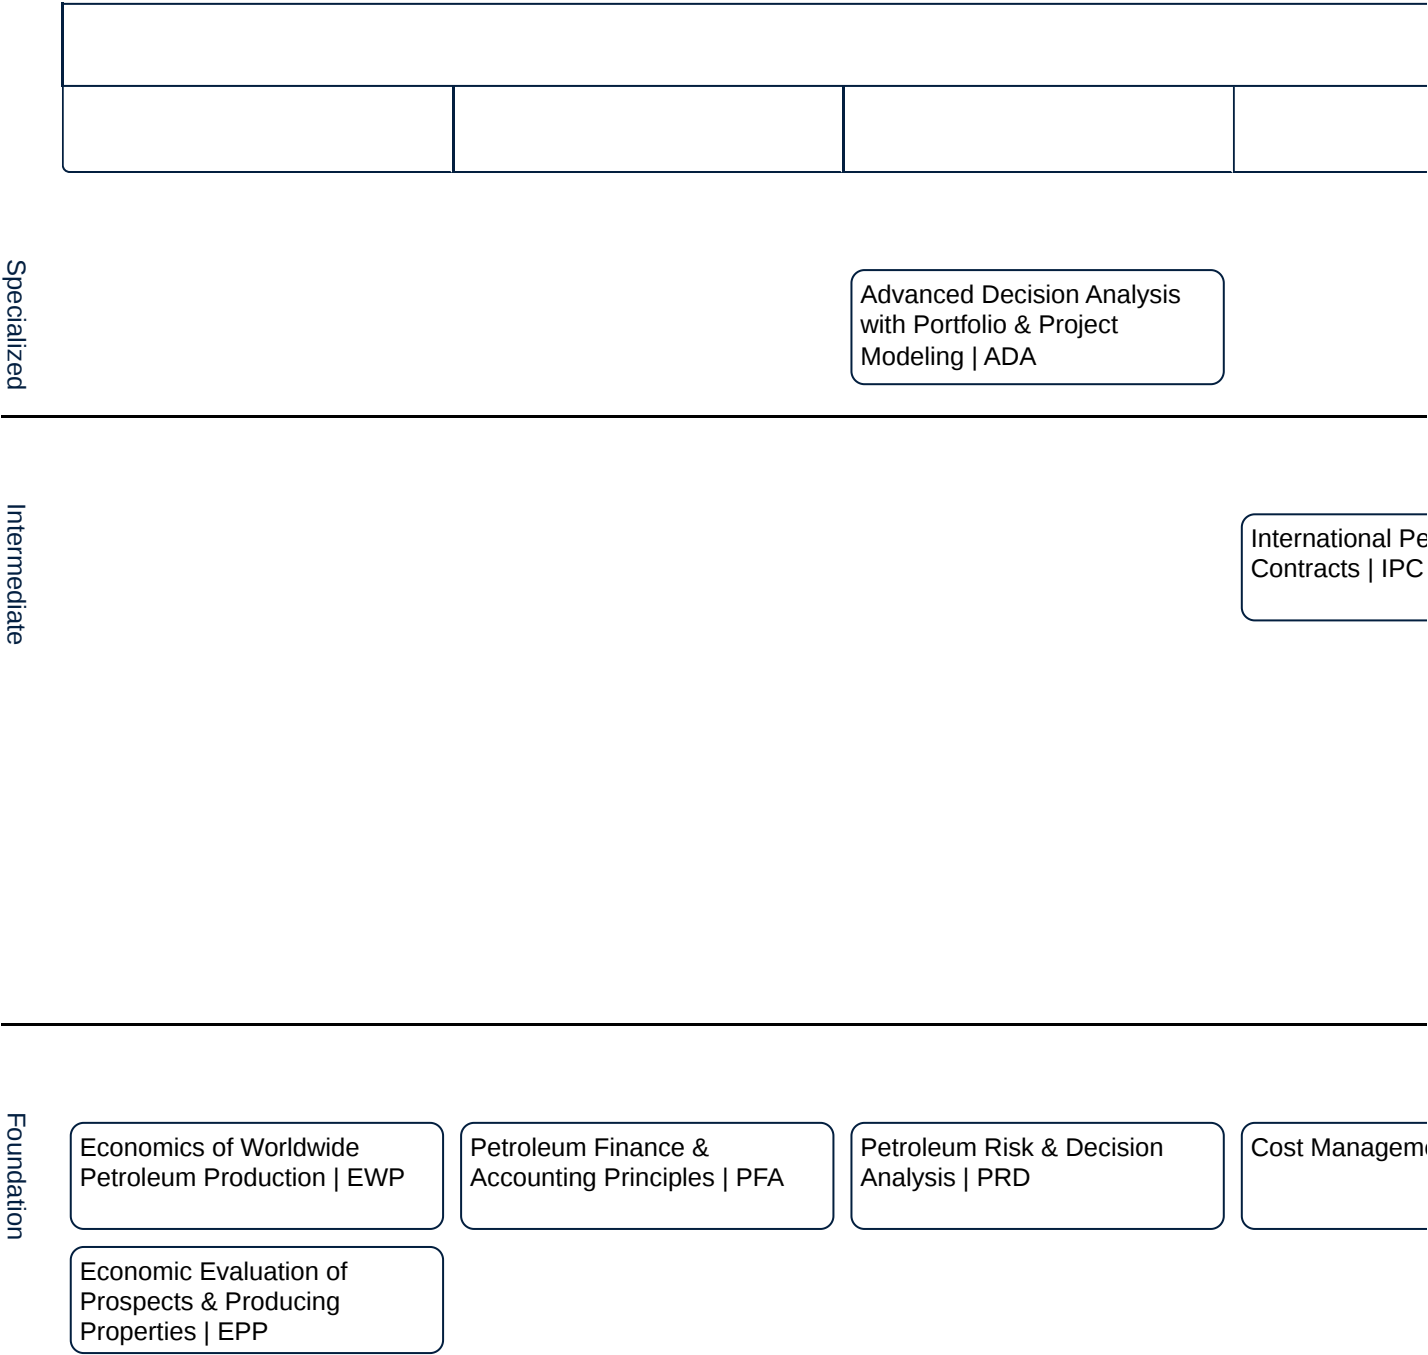 Specialized
Advanced Decision Analysis
with Portfolio & Project
Modeling | ADA
Intermediate
International
Contracts | IPC
Foundation
Economics of Worldwide
Petroleum Production | EWP
Petroleum Finance &
Accounting Principles | PFA
Petroleum Risk & Decision
Analysis | PRD
Cost
Economic Evaluation of
Prospects & Producing
Properties | EPP